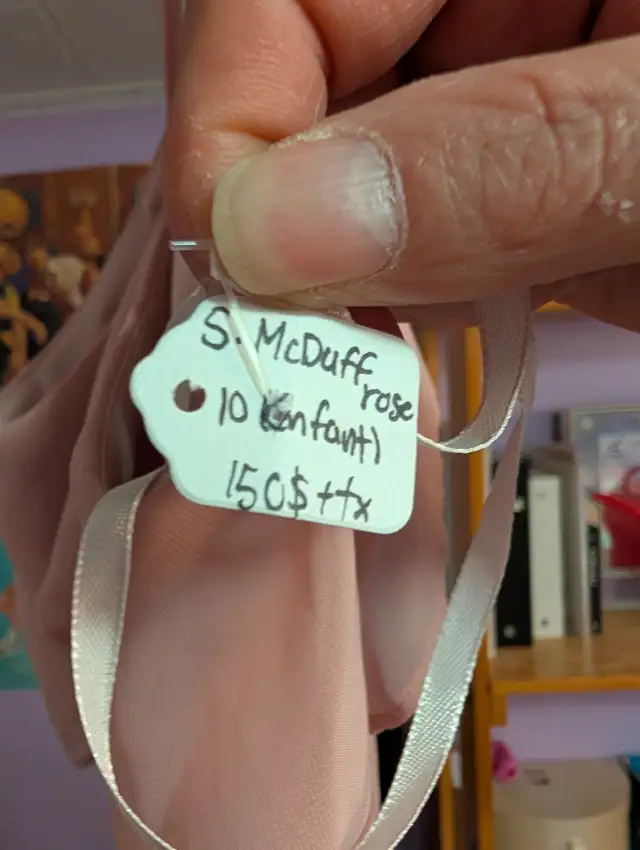 S. McDuff
rose
10 (enfant)
150$ +tx